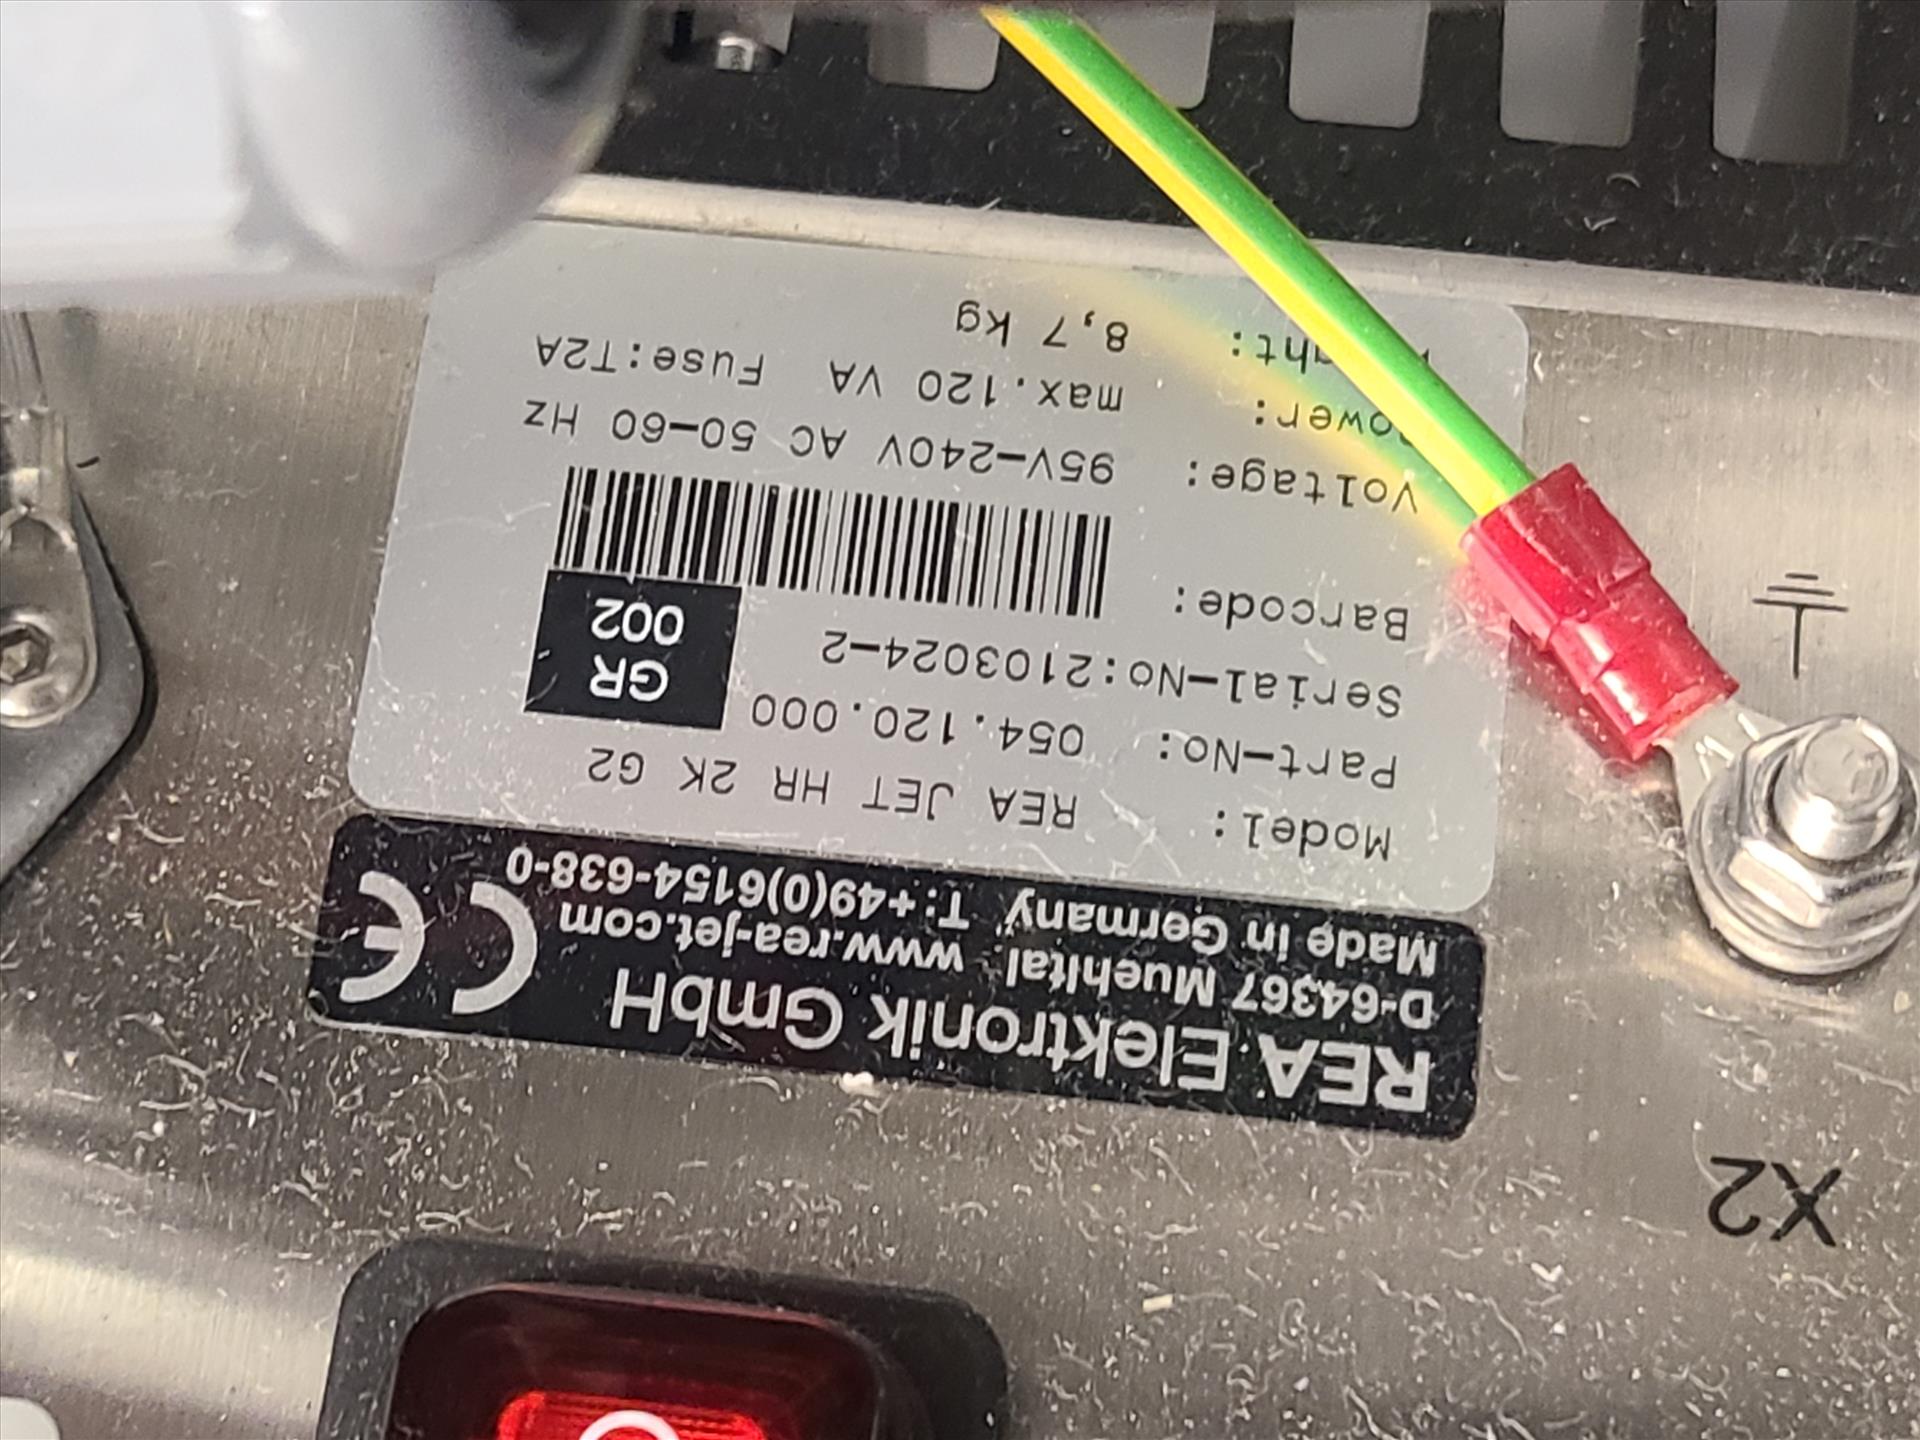 REA Elektronik GmbH
D-64367 Muehltal www.rea-jet.com
Made in Germany T:+49(0)6154-638-0
CE
Model: REA JET HR 2K G2
Part-No: 054.120.000
GR
002
Serial-No:2103024-2
Barcode:
Voltage: 95V-240V AC 50-60 Hz
max.120 VA Fuse:T2A
8,7 kg
X2